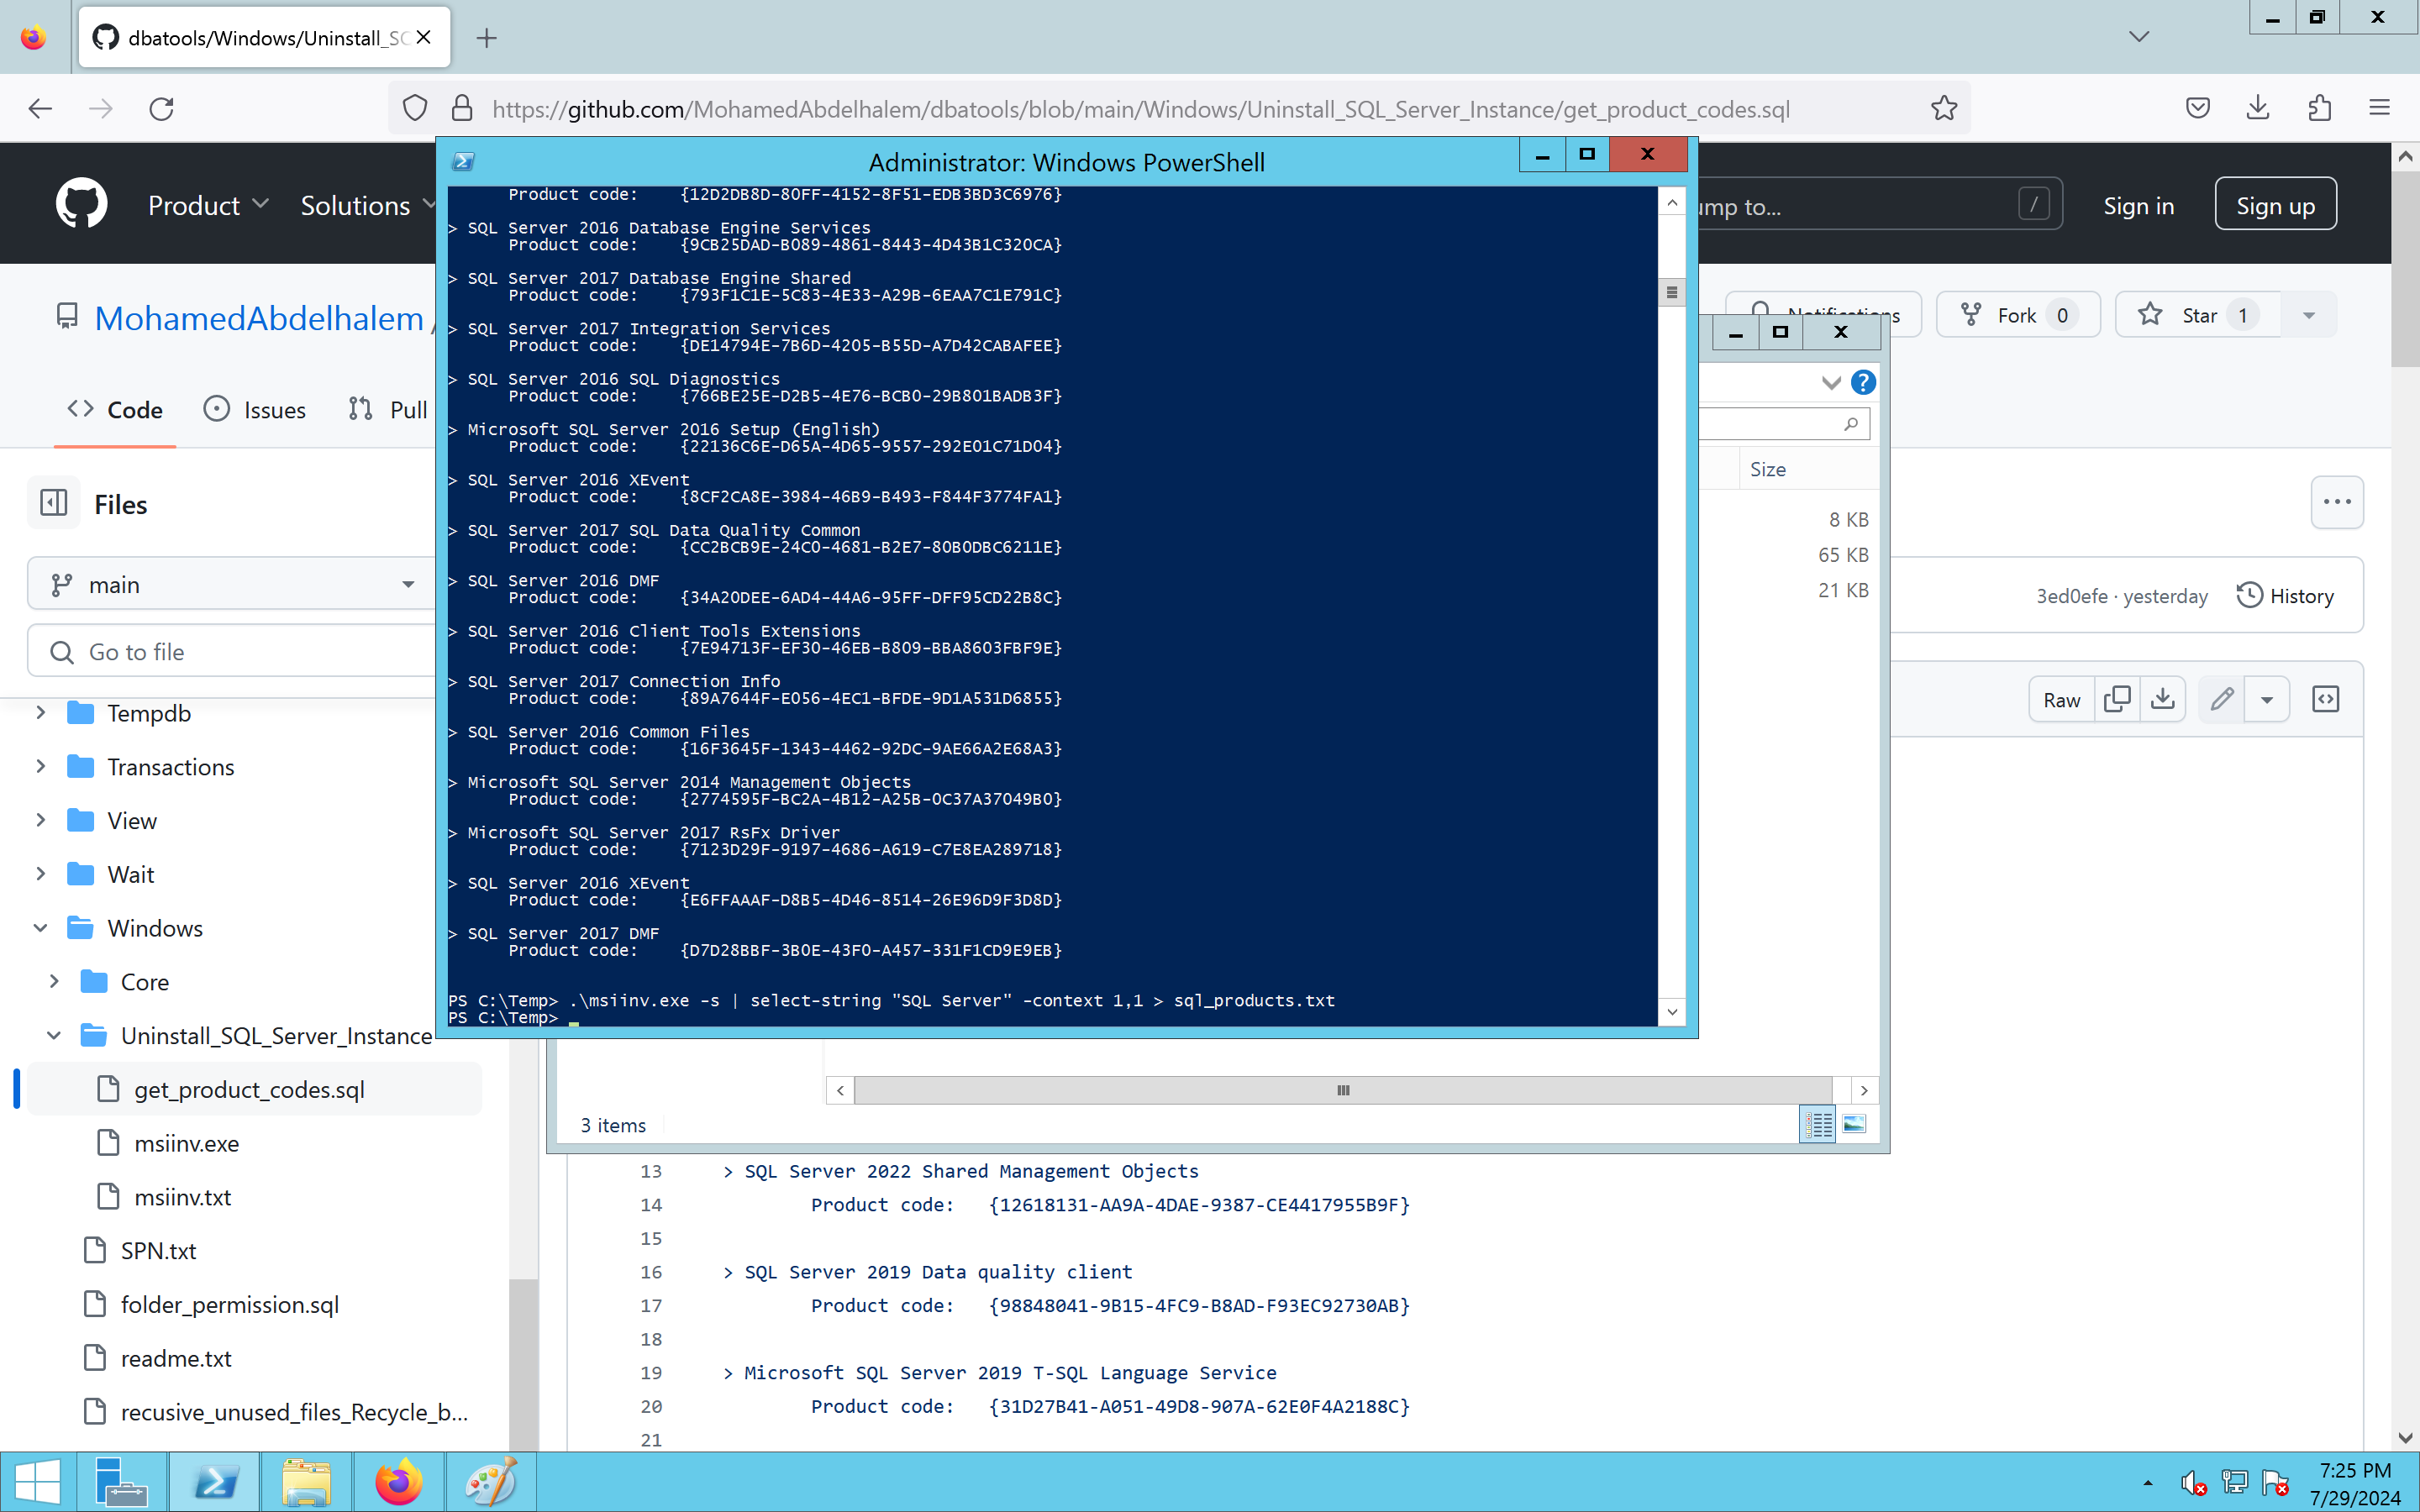 dbatools/Windows/Uninstall_SQ
https://github.com/MohamedAbdelhalem/dbatools/blob/main/Windows/Uninstall_SQL_Server_Instance/get_product_codes.sql
Administrator: Windows PowerShell
Product
Solutions
to...
/
Sign in
Sign up
MohamedAbdelhalem /
Notifications
Fork 0
Star 1
Code
Issues
Pull
Files
main
Go to file
Tempdb
Transactions
View
Wait
Windows
Core
Uninstall_SQL_Server_Instance
get_product_codes.sql
msiinv.exe
msiinv.txt
SPN.txt
folder_permission.sql
readme.txt
recusive_unused_files_Recycle_b...
Product code: {12D2DB8D-80FF-4152-8F51-EDB3BD3C6976}
> SQL Server 2016 Database Engine Services
Product code: {9CB25DAD-B089-4861-8443-4D43B1C320CA}
> SQL Server 2017 Database Engine Shared
Product code: {793F1C1E-5C83-4E33-A29B-6EAA7C1E791C}
> SQL Server 2017 Integration Services
Product code: {DE14794E-7B6D-4205-B55D-A7D42CABAFEE}
> SQL Server 2016 SQL Diagnostics
Product code: {766BE25E-D2B5-4E76-BCB0-29B801BADB3F}
> Microsoft SQL Server 2016 Setup (English)
Product code: {22136C6E-D65A-4D65-9557-292E01C71D04}
> SQL Server 2016 XEvent
Product code: {8CF2CA8E-3984-46B9-B493-F844F3774FA1}
> SQL Server 2017 SQL Data Quality Common
Product code: {CC2BCB9E-24C0-4681-B2E7-80B0DBC6211E}
> SQL Server 2016 DMF
Product code: {34A20DEE-6AD4-44A6-95FF-DFF95CD22B8C}
> SQL Server 2016 Client Tools Extensions
Product code: {7E94713F-EF30-46EB-B809-BBA8603FBF9E}
> SQL Server 2017 Connection Info
Product code: {89A7644F-E056-4EC1-BFDE-9D1A531D6855}
> SQL Server 2016 Common Files
Product code: {16F3645F-1343-4462-92DC-9AE66A2E68A3}
> Microsoft SQL Server 2014 Management Objects
Product code: {2774595F-BC2A-4B12-A25B-0C37A37049B0}
> Microsoft SQL Server 2017 RsFx Driver
Product code: {7123D29F-9197-4686-A619-C7E8EA289718}
> SQL Server 2016 XEvent
Product code: {E6FFAAAF-D8B5-4D46-8514-26E96D9F3D8D}
> SQL Server 2017 DMF
Product code: {D7D28BBF-3B0E-43F0-A457-331F1CD9E9EB}
PS C:\Temp> .\msiinv.exe -s | select-string "SQL Server" -context 1,1 > sql_products.txt
PS C:\Temp>
Size
8 KB
65 KB
21 KB
3 items
3ed0efe · yesterday
History
Raw
13 > SQL Server 2022 Shared Management Objects
14 Product code: {12618131-AA9A-4DAE-9387-CE4417955B9F}
15
16 > SQL Server 2019 Data quality client
17 Product code: {98848041-9B15-4FC9-B8AD-F93EC92730AB}
18
19 > Microsoft SQL Server 2019 T-SQL Language Service
20 Product code: {31D27B41-A051-49D8-907A-62E0F4A2188C}
21
7:25 PM
7/29/2024